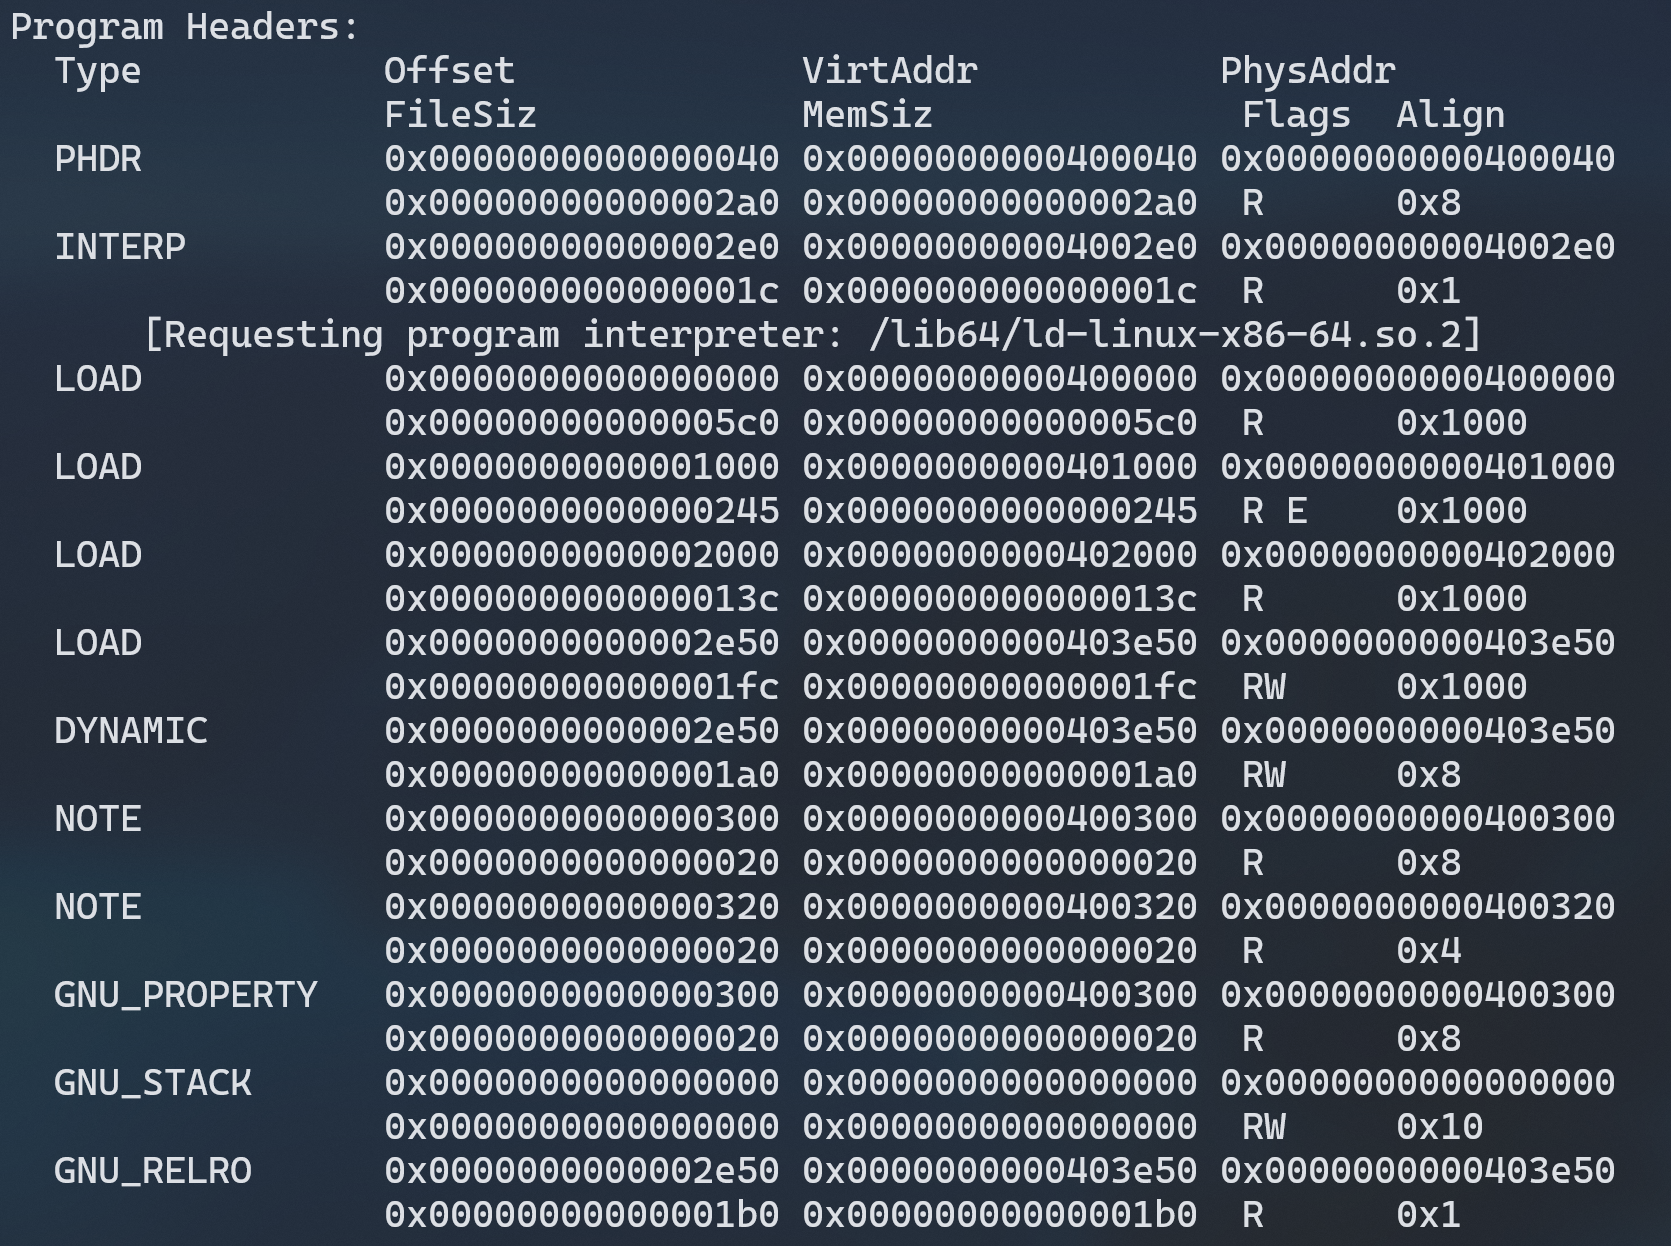 Program Headers:
  Type           Offset             VirtAddr           PhysAddr
                 FileSiz            MemSiz              Flags  Align
  PHDR           0x0000000000000040 0x0000000000400040 0x0000000000400040
                 0x00000000000002a0 0x00000000000002a0  R      0x8
  INTERP         0x00000000000002e0 0x00000000004002e0 0x00000000004002e0
                 0x000000000000001c 0x000000000000001c  R      0x1
      [Requesting program interpreter: /lib64/ld-linux-x86-64.so.2]
  LOAD           0x0000000000000000 0x0000000000400000 0x0000000000400000
                 0x00000000000005c0 0x00000000000005c0  R      0x1000
  LOAD           0x0000000000001000 0x0000000000401000 0x0000000000401000
                 0x0000000000000245 0x0000000000000245  R E    0x1000
  LOAD           0x0000000000002000 0x0000000000402000 0x0000000000402000
                 0x000000000000013c 0x000000000000013c  R      0x1000
  LOAD           0x0000000000002e50 0x0000000000403e50 0x0000000000403e50
                 0x00000000000001fc 0x00000000000001fc  RW     0x1000
  DYNAMIC        0x0000000000002e50 0x0000000000403e50 0x0000000000403e50
                 0x00000000000001a0 0x00000000000001a0  RW     0x8
  NOTE           0x0000000000000300 0x0000000000400300 0x0000000000400300
                 0x0000000000000020 0x0000000000000020  R      0x8
  NOTE           0x0000000000000320 0x0000000000400320 0x0000000000400320
                 0x0000000000000020 0x0000000000000020  R      0x4
  GNU_PROPERTY   0x0000000000000300 0x0000000000400300 0x0000000000400300
                 0x0000000000000020 0x0000000000000020  R      0x8
  GNU_STACK      0x0000000000000000 0x0000000000000000 0x0000000000000000
                 0x0000000000000000 0x0000000000000000  RW     0x10
  GNU_RELRO      0x0000000000002e50 0x0000000000403e50 0x0000000000403e50
                 0x00000000000001b0 0x00000000000001b0  R      0x1